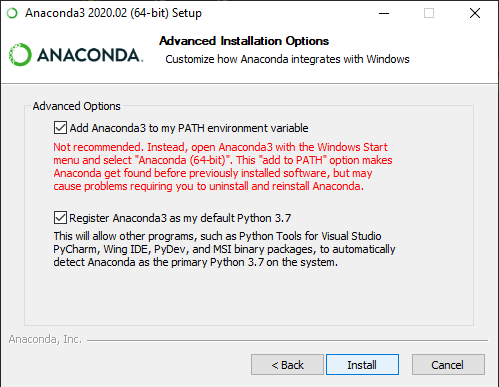 Anaconda3 2020.02 (64-bit) Setup
Advanced Installation Options
Customize how Anaconda integrates with Windows
ANACONDA.
Advanced Options
Add Anaconda3 to my PATH environment variable
Not recommended. Instead, open Anaconda3 with the Windows Start
menu and select "Anaconda (64-bit)". This "add to PATH" option makes
Anaconda get found before previously installed software, but may
cause problems requiring you to uninstall and reinstall Anaconda.
Register Anaconda3 as my default Python 3.7
This will allow other programs, such as Python Tools for Visual Studio
PyCharm, Wing IDE, PyDev, and MSI binary packages, to automatically
detect Anaconda as the primary Python 3.7 on the system.
Anaconda, Inc.
< Back
Install
Cancel